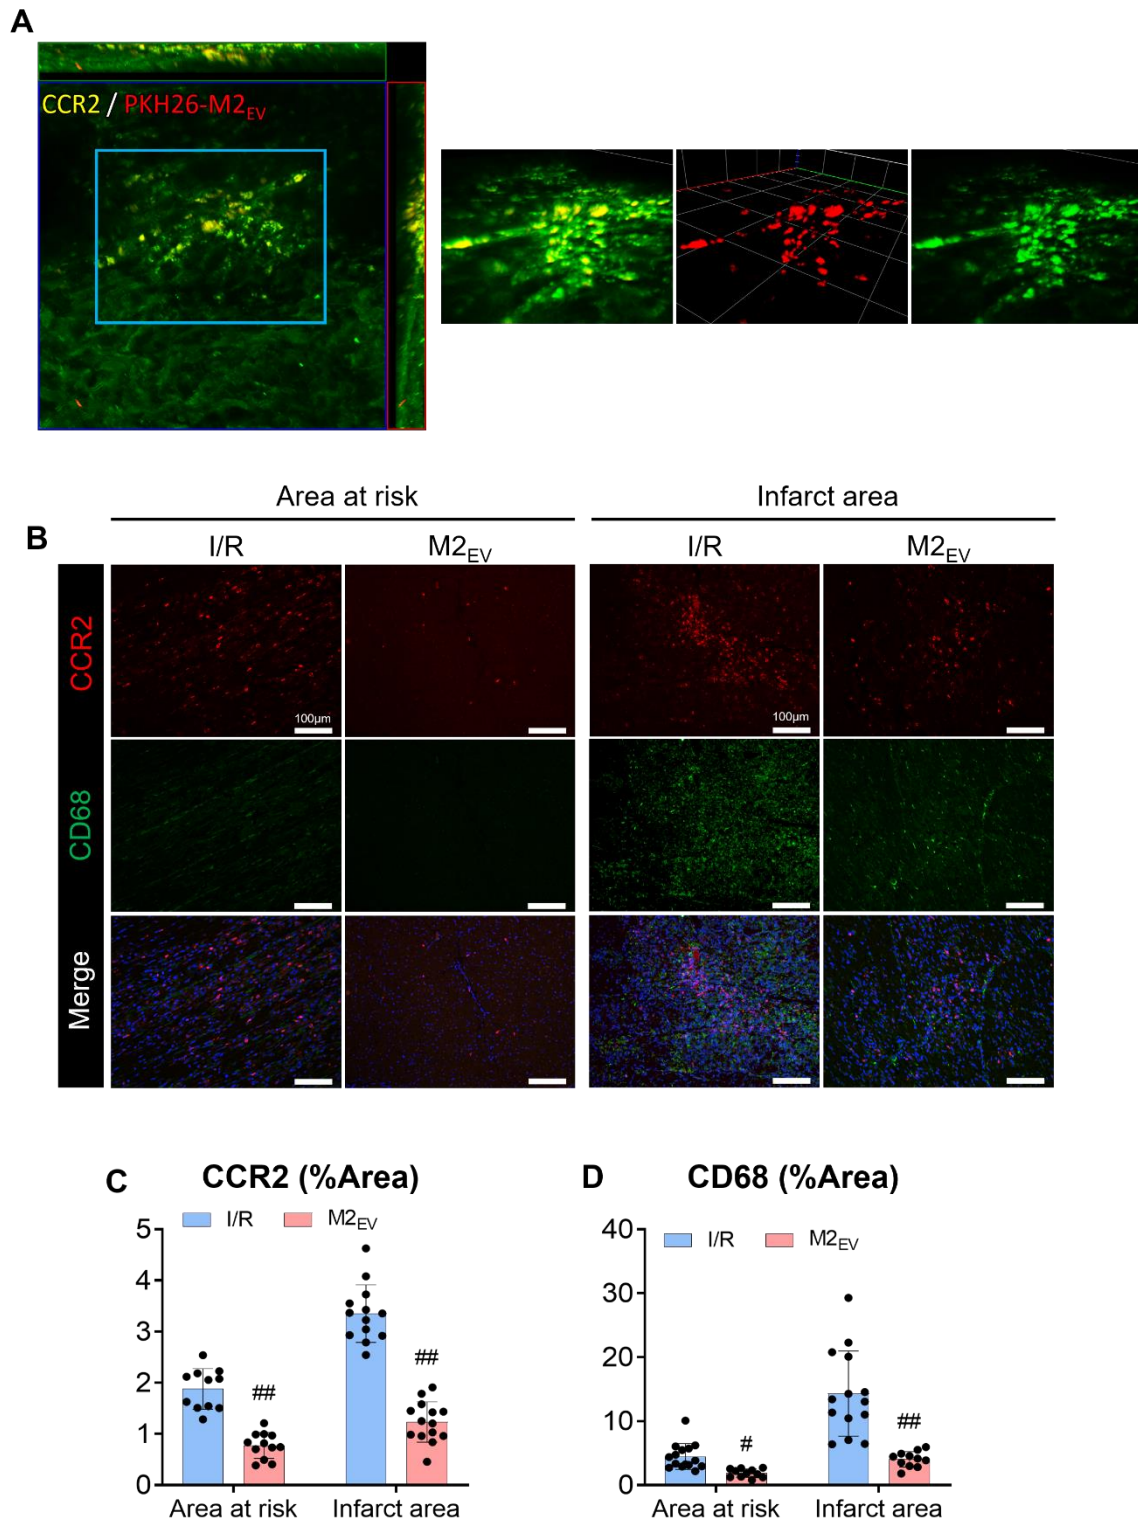 A
CCR2 / PKH26-M2EV
Area at risk
Infarct area
B
I/R
M2EV
I/R
M2EV
CCR2
100µm
100µm
CD68
Merge
C
CCR2 (%Area)
I/R
M2EV
5
4
3
2
1
0
##
##
Area at risk
Infarct area
D
CD68 (%Area)
I/R
M2EV
40
30
20
10
0
#
##
Area at risk
Infarct area